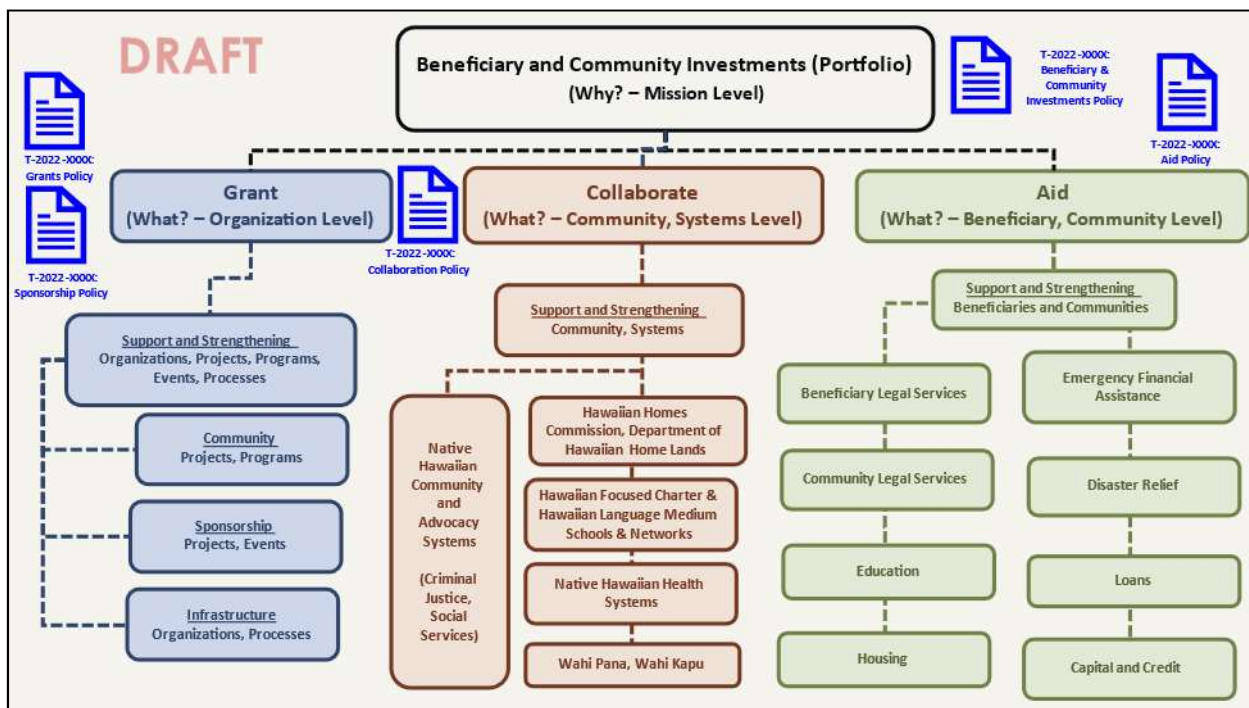 DRAFT
Beneficiary and Community Investments (Portfolio)
(Why? – Mission Level)
T-2022-XXXX:
Beneficiary &
Community
Investments Policy
T-2022-XXXX:
Aid Policy
T-2022-XXXX:
Grants Policy
T-2022-XXXX:
Sponsorship Policy
Grant
(What? – Organization Level)
T-2022-XXXX:
Collaboration Policy
Collaborate
(What? – Community, Systems Level)
Aid
(What? – Beneficiary, Community Level)
Support and Strengthening
Organizations, Projects, Programs,
Events, Processes
Community
Projects, Programs
Sponsorship
Projects, Events
Infrastructure
Organizations, Processes
Support and Strengthening
Community, Systems
Native
Hawaiian
Community
and
Advocacy
Systems
(Criminal
Justice,
Social
Services)
Hawaiian Homes
Commission, Department of
Hawaiian Home Lands
Hawaiian Focused Charter &
Hawaiian Language Medium
Schools & Networks
Native Hawaiian Health
Systems
Wahi Pana, Wahi Kapu
Support and Strengthening
Beneficiaries and Communities
Beneficiary Legal Services
Community Legal Services
Education
Housing
Emergency Financial
Assistance
Disaster Relief
Loans
Capital and Credit